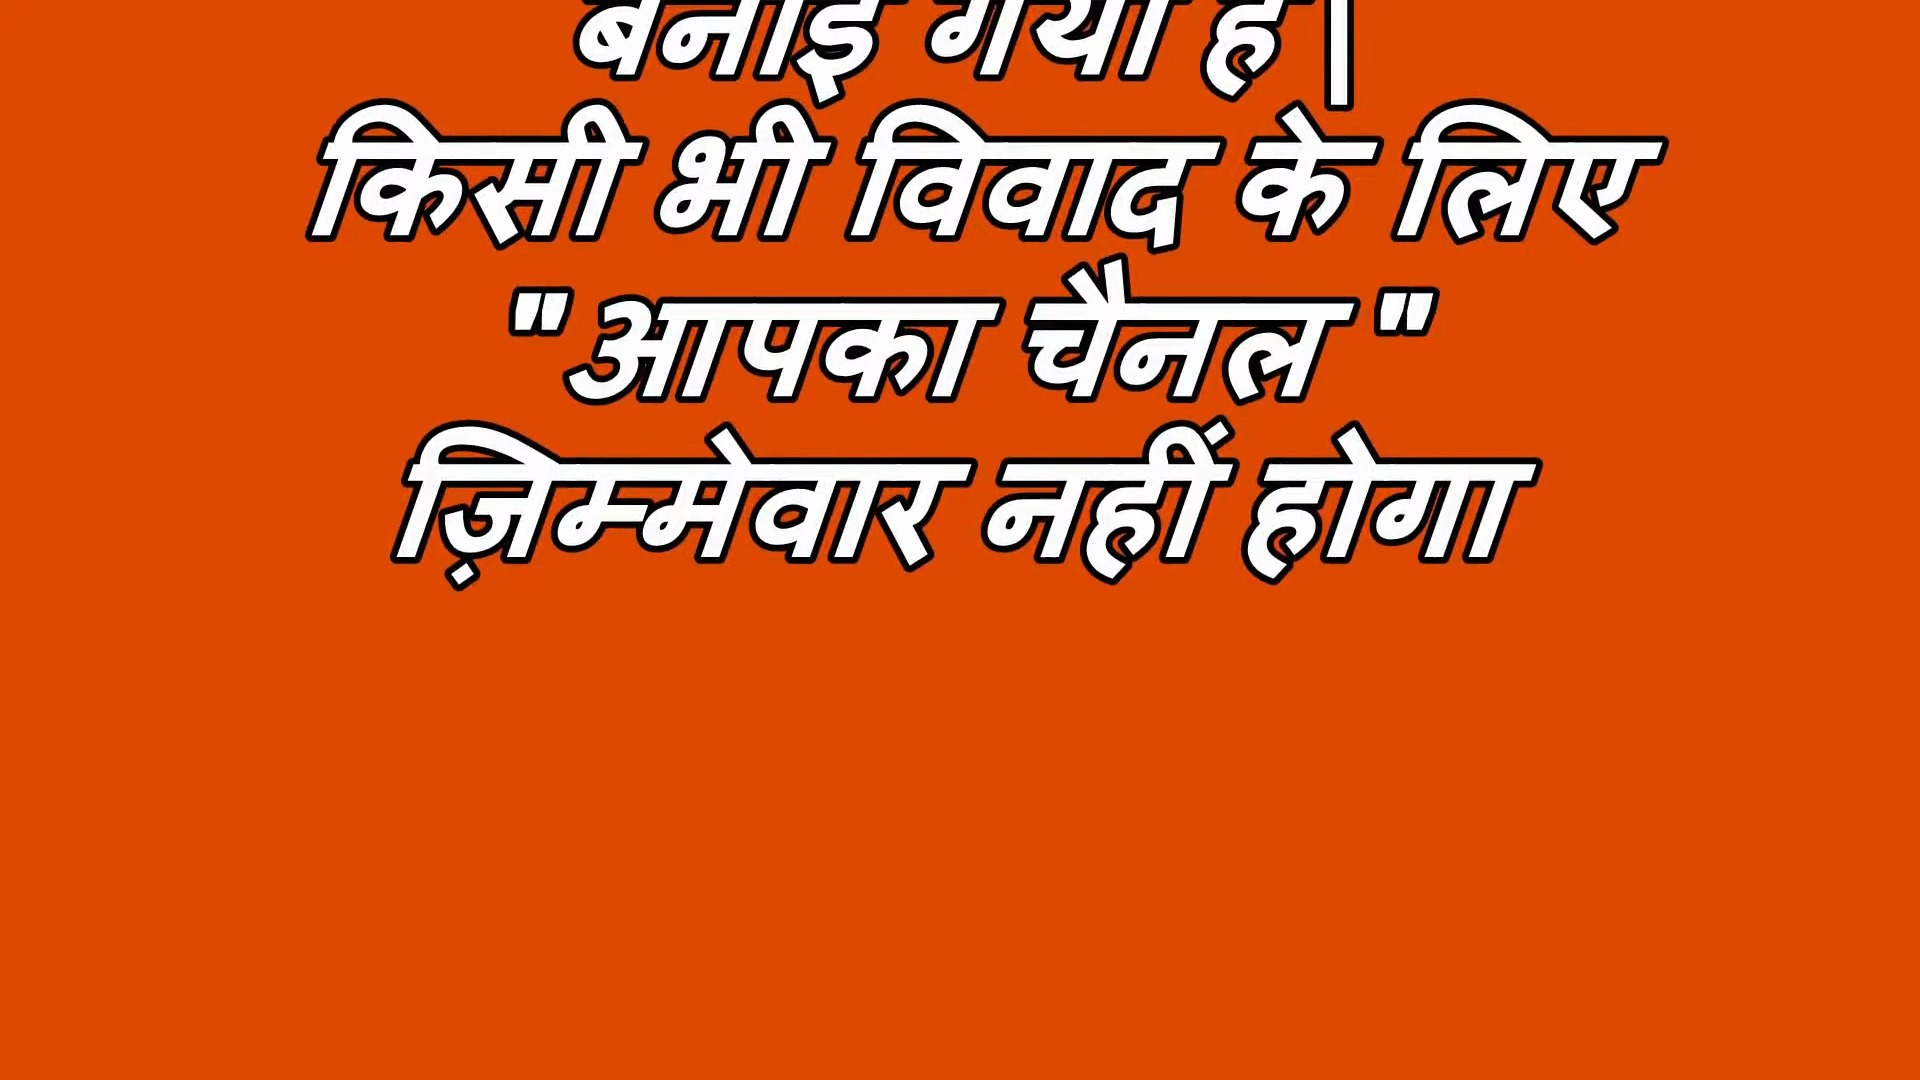 बनाई गयी है |
किसी भी विवाद के लिए
" आपका चैनल "
ज़िम्मेवार नहीं होगा